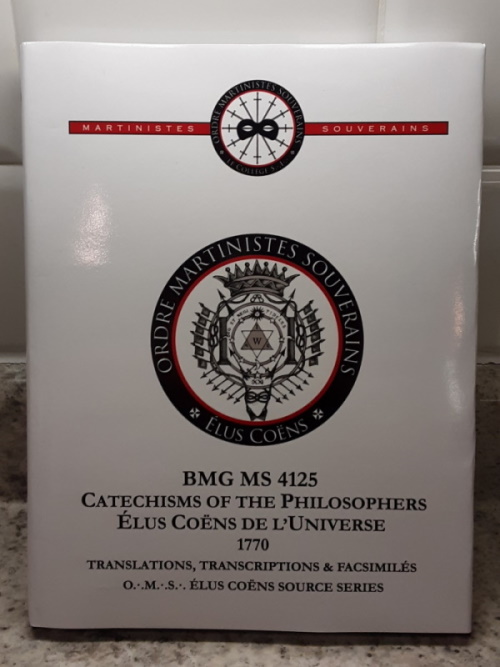 ORDRE MARTINISTES SOUVERAINS
MARTINISTES SOUVERAINS
ORDRE MARTINISTES SOUVERAINS
ÉLUS COËNS
W
BMG MS 4125
CATECHISMS OF THE PHILOSOPHERS
ÉLUS COËNS DE L'UNIVERSE
1770
TRANSLATIONS, TRANSCRIPTIONS & FACSIMILÉS
O.·.M.·.S.·. ÉLUS COËNS SOURCE SERIES